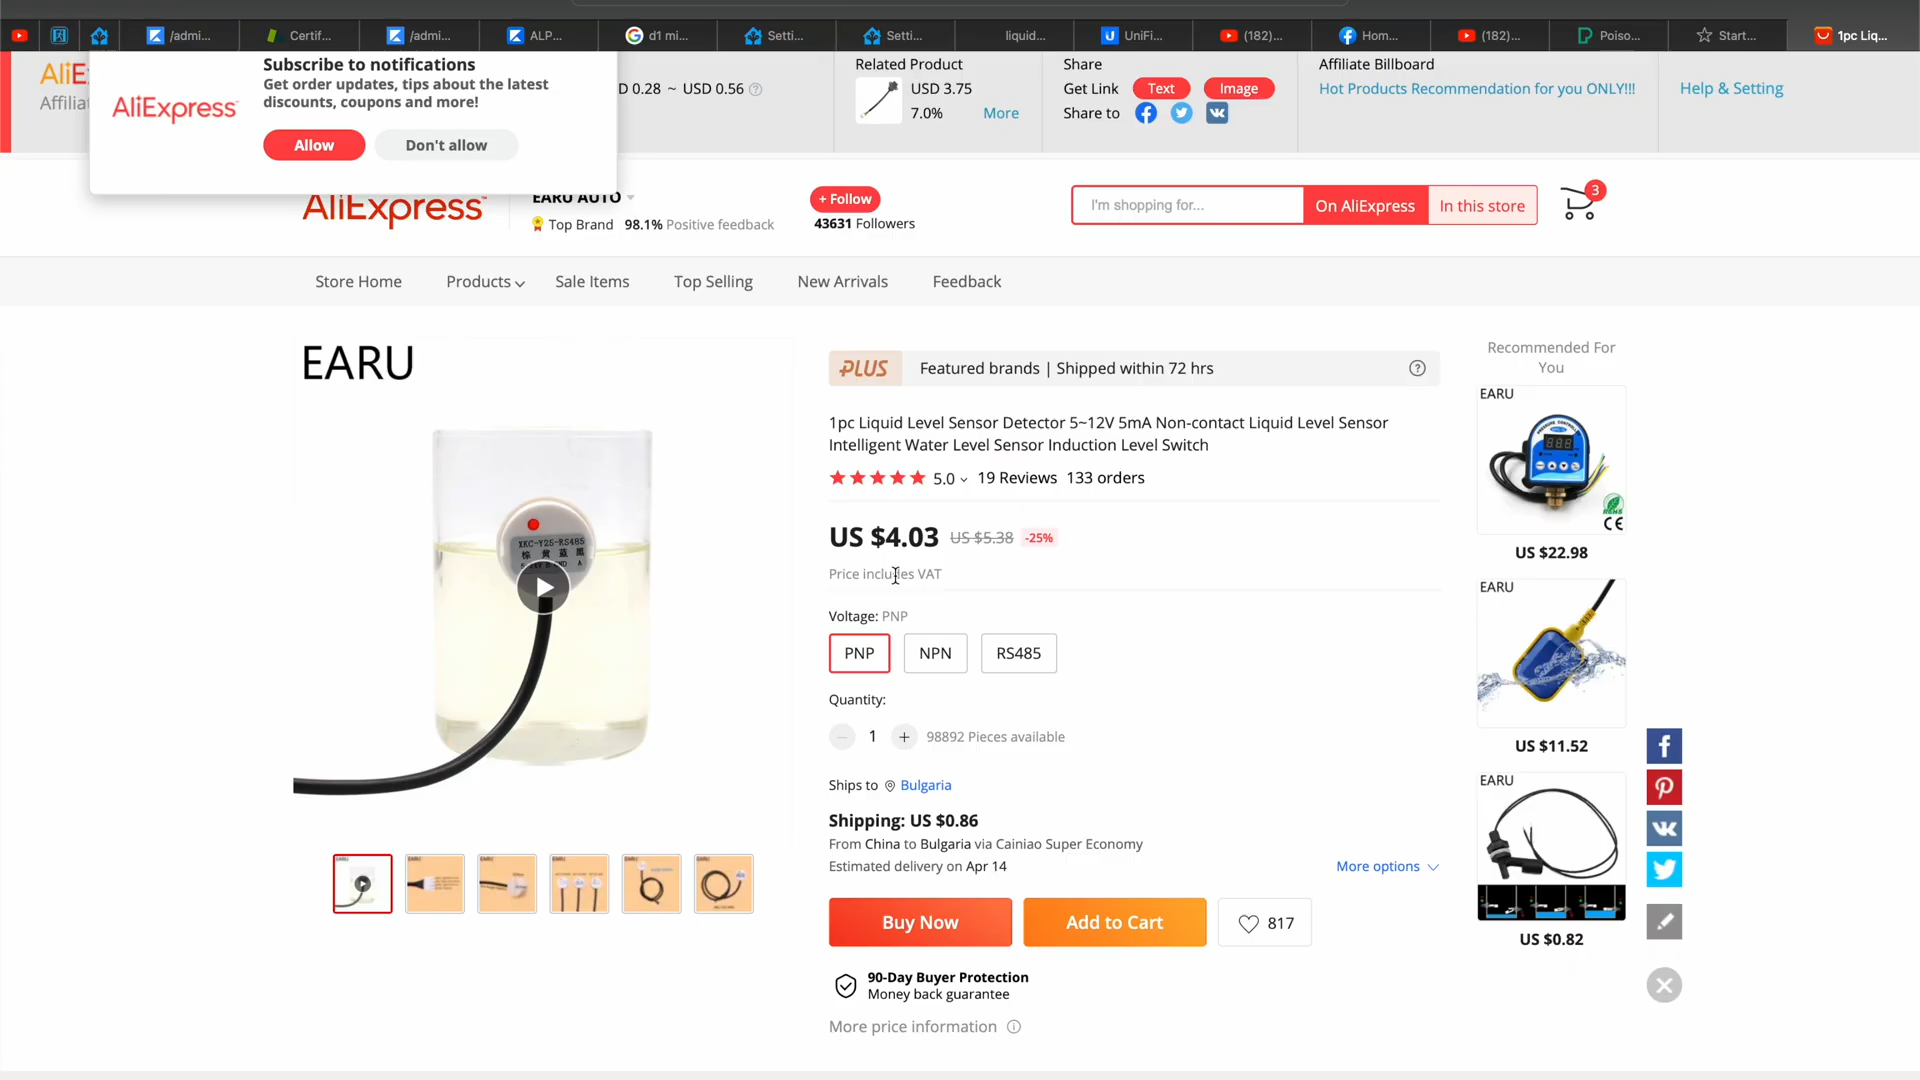 /admi...
Certif...
/admi...
ALP...
d1 mi...
Setti...
Setti...
liquid...
UniFi...
(182)...
Hom...
(182)...
Poiso...
Start...
1pc Liq...
AliE
Affilia
Subscribe to notifications
Get order updates, tips about the latest
discounts, coupons and more!
AliExpress
Allow
Don't allow
D 0.28 ~ USD 0.56
Related Product
USD 3.75
7.0%
More
Share
Get Link
Text
Image
Share to
Affiliate Billboard
Hot Products Recommendation for you ONLY!!!
Help & Setting
AliExpress
EARU AUTO
Top Brand 98.1% Positive feedback
+ Follow
43631 Followers
I'm shopping for...
On AliExpress
In this store
3
Store Home
Products
Sale Items
Top Selling
New Arrivals
Feedback
EARU
XKC-Y25-RS485
棕 黄 蓝 黑
PLUS
Featured brands | Shipped within 72 hrs
1pc Liquid Level Sensor Detector 5~12V 5mA Non-contact Liquid Level Sensor
Intelligent Water Level Sensor Induction Level Switch
5.0
19 Reviews
133 orders
US $4.03
US $5.38
-25%
Price includes VAT
Voltage: PNP
PNP
NPN
RS485
Quantity:
1
98892 Pieces available
Ships to
Bulgaria
Shipping: US $0.86
From China to Bulgaria via Cainiao Super Economy
Estimated delivery on Apr 14
More options
Buy Now
Add to Cart
817
90-Day Buyer Protection
Money back guarantee
More price information
Recommended For
You
EARU
US $22.98
EARU
US $11.52
EARU
US $0.82